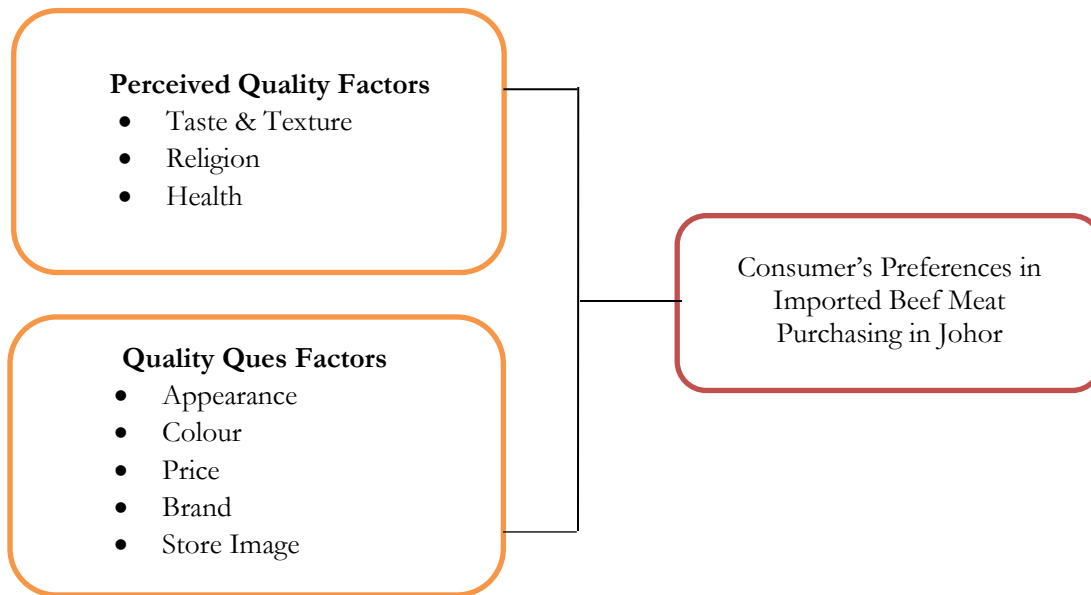 Perceived Quality Factors
• Taste & Texture
• Religion
• Health
Quality Ques Factors
• Appearance
• Colour
• Price
• Brand
• Store Image
Consumer’s Preferences in
Imported Beef Meat
Purchasing in Johor